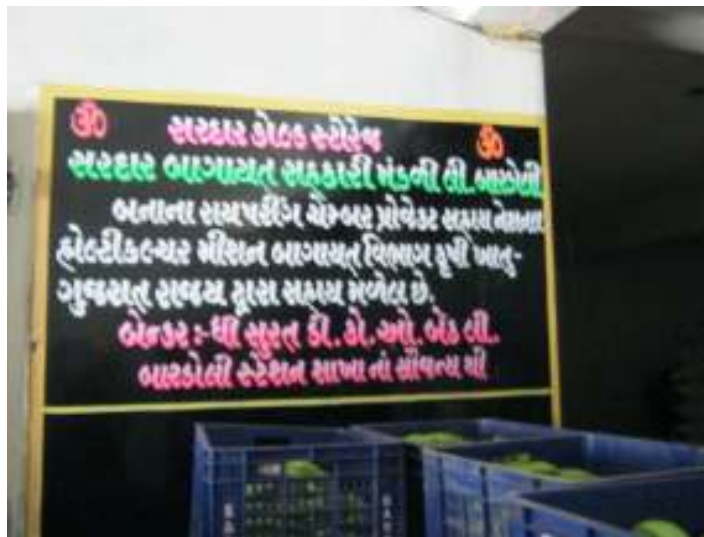 ૐ સરદાર કોલ્ડ સ્ટોરેજ ૐ
સરદાર બાગાયત સહકારી મંડળી લી. બારડોલી
બનાના રાયપરીંગ ચેમ્બર પ્રોજેક્ટ સહાય નેશનલ
હોલ્ટીકલ્ચર મીશન બાગાયત વિભાગ કૃષી ખાતુ-
ગુજરાત રાજ્ય દ્વારા સહાય મળેલ છે.
બેન્કર :- ધી સુરત ડી. કો. ઓ. બેંક લી.
બારડોલી સ્ટેશન શાખા નાં સૌજન્ય થી